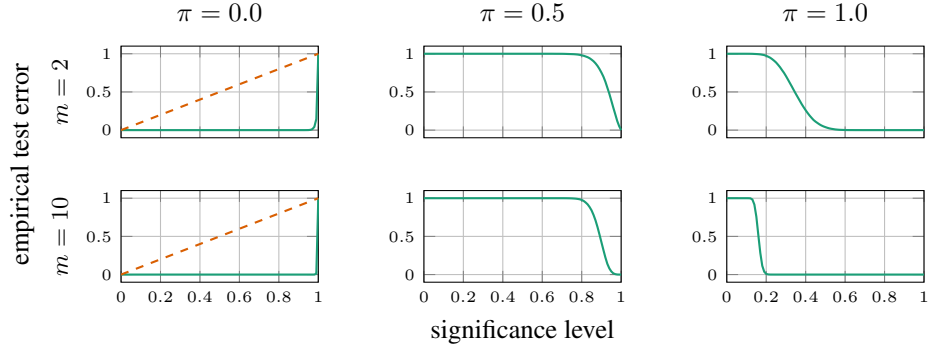 π = 0.0 π = 0.5 π = 1.0
empirical test error
m = 2
1 1 1
0.5 0.5 0.5
0 0 0
m = 10
1 1 1
0.5 0.5 0.5
0 0 0
0 0.2 0.4 0.6 0.8 1 0 0.2 0.4 0.6 0.8 1 0 0.2 0.4 0.6 0.8 1
significance level